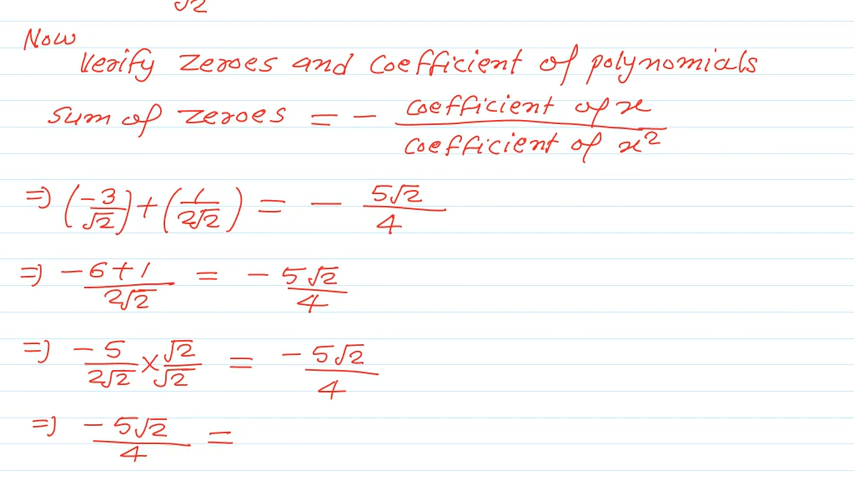 √2
Now
Verify zeroes and coefficient of polynomials
sum of zeroes = - coefficient of x / coefficient of x²
=> (-3/√2) + (1/2√2) = - 5√2/4
=> -6+1/2√2 = -5√2/4
=> -5/2√2 × √2/√2 = -5√2/4
=> -5√2/4 =